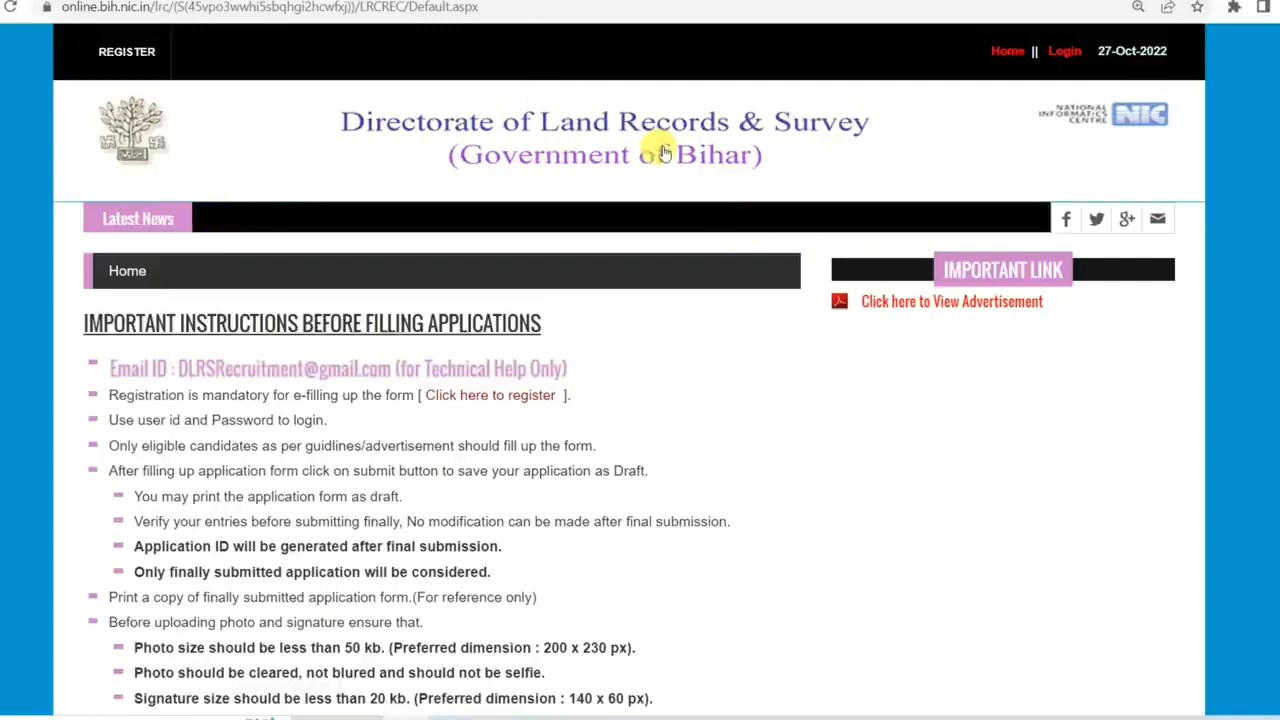 online.bih.nic.in/lrc/(S(45vpo3wwhi5sbqhgi2hcwfxj))/LRCREC/Default.aspx
REGISTER
Home || Login 27-Oct-2022
Directorate of Land Records & Survey
(Government of Bihar)
NATIONAL
INFORMATICS
CENTRE
NIC
Latest News
Home
IMPORTANT LINK
Click here to View Advertisement
IMPORTANT INSTRUCTIONS BEFORE FILLING APPLICATIONS
Email ID : DLRSRecruitment@gmail.com (for Technical Help Only)
Registration is mandatory for e-filling up the form [ Click here to register ].
Use user id and Password to login.
Only eligible candidates as per guidlines/advertisement should fill up the form.
After filling up application form click on submit button to save your application as Draft.
You may print the application form as draft.
Verify your entries before submitting finally, No modification can be made after final submission.
Application ID will be generated after final submission.
Only finally submitted application will be considered.
Print a copy of finally submitted application form.(For reference only)
Before uploading photo and signature ensure that.
Photo size should be less than 50 kb. (Preferred dimension : 200 x 230 px).
Photo should be cleared, not blured and should not be selfie.
Signature size should be less than 20 kb. (Preferred dimension : 140 x 60 px).